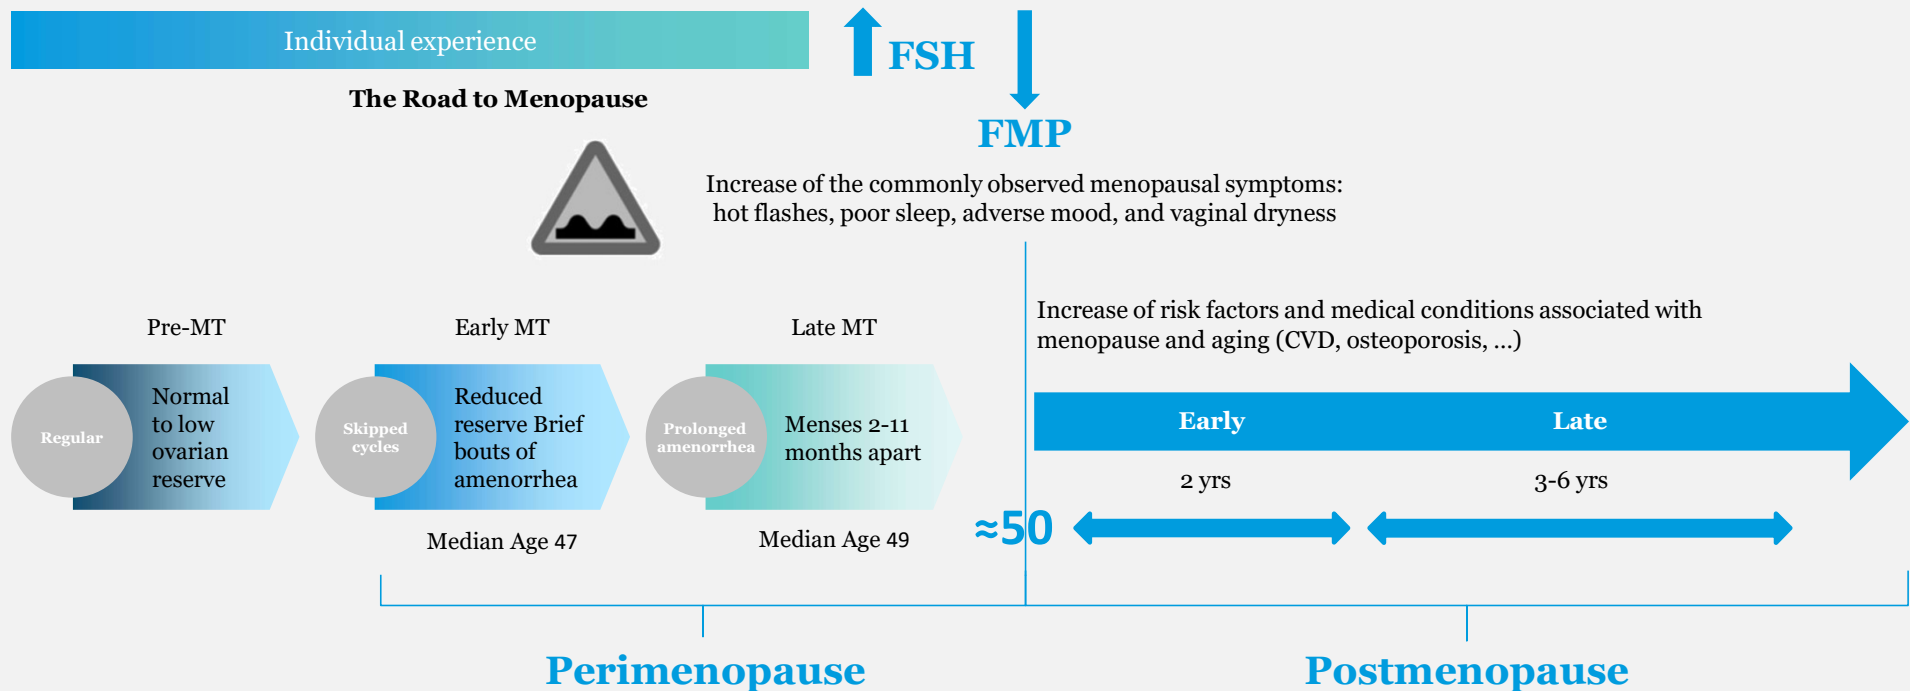 Individual experience
FSH
The Road to Menopause
FMP
Increase of the commonly observed menopausal symptoms:
hot flashes, poor sleep, adverse mood, and vaginal dryness
Increase of risk factors and medical conditions associated with
menopause and aging (CVD, osteoporosis, ...)
Pre-MT
Early MT
Late MT
Regular
Normal
to low
ovarian
reserve
Skipped
cycles
Reduced
reserve Brief
bouts of
amenorrhea
Prolonged
amenorrhea
Menses 2-11
months apart
Early
Late
2 yrs
3-6 yrs
Median Age 47
Median Age 49
≈50
Perimenopause
Postmenopause